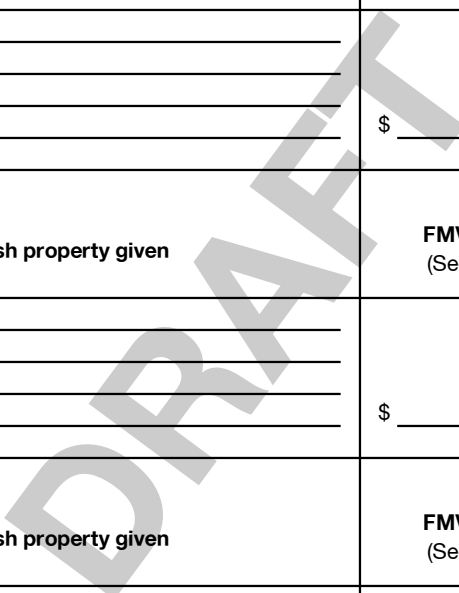 $
FMV
sh property given
(Se
$
FMV
sh property given
(Se
DRAFT